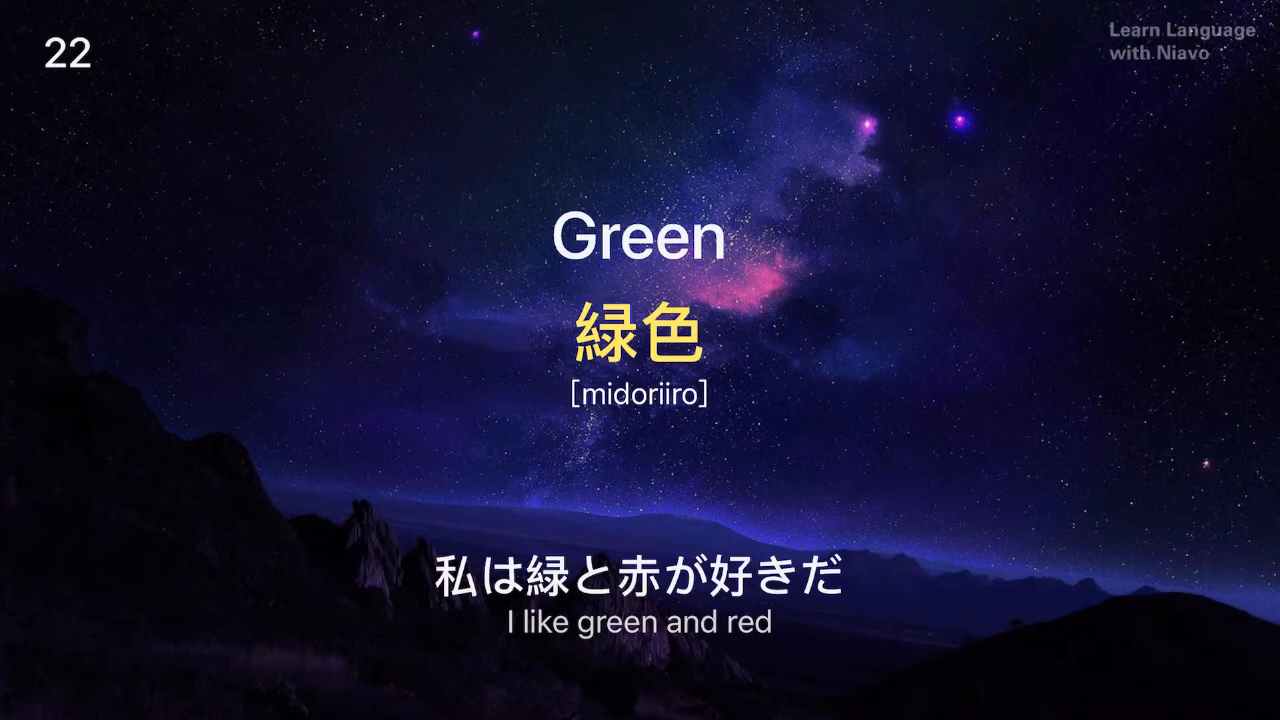 22
Learn Language
with Niavo
Green
緑色
[midoriiro]
私は緑と赤が好きだ
I like green and red